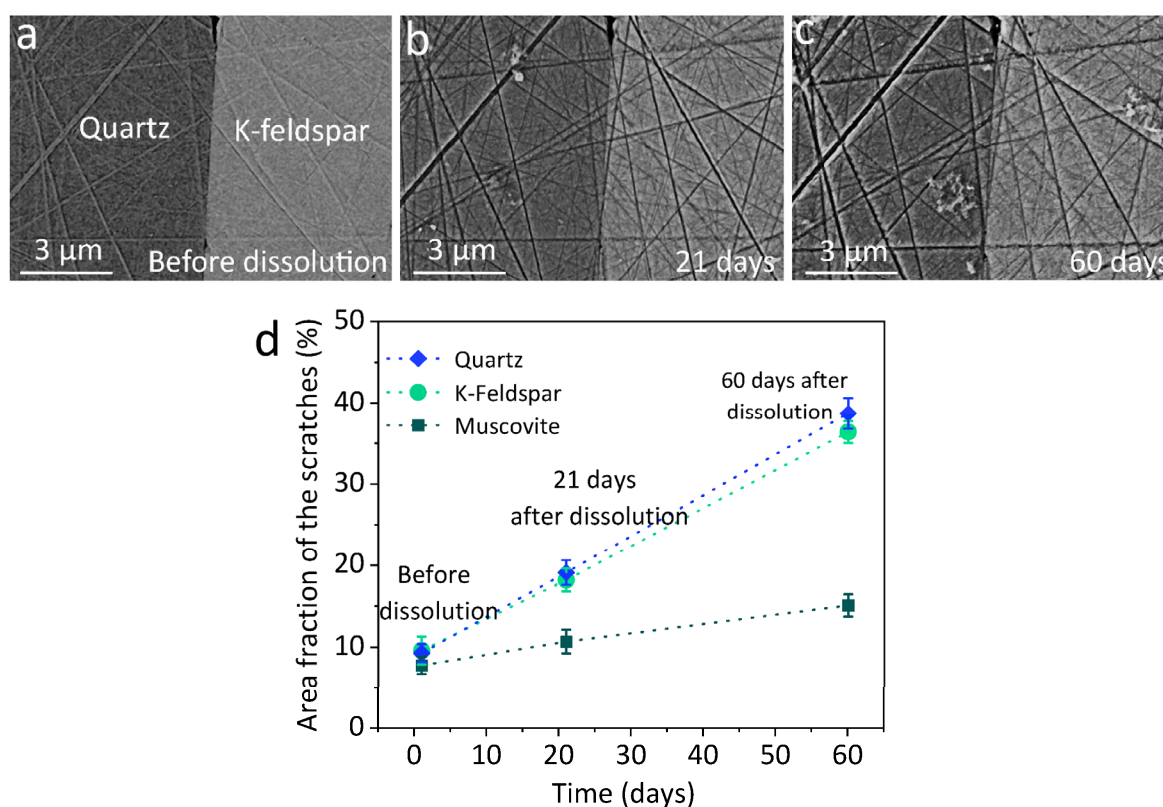 a
Quartz
K-feldspar
3 µm
Before dissolution
b
3 µm
21 days
c
3 µm
60 days
d
Area fraction of the scratches (%)
50
40
30
20
10
0
Quartz
K-Feldspar
Muscovite
60 days after
dissolution
21 days
after dissolution
Before
dissolution
0
10
20
30
40
50
60
Time (days)